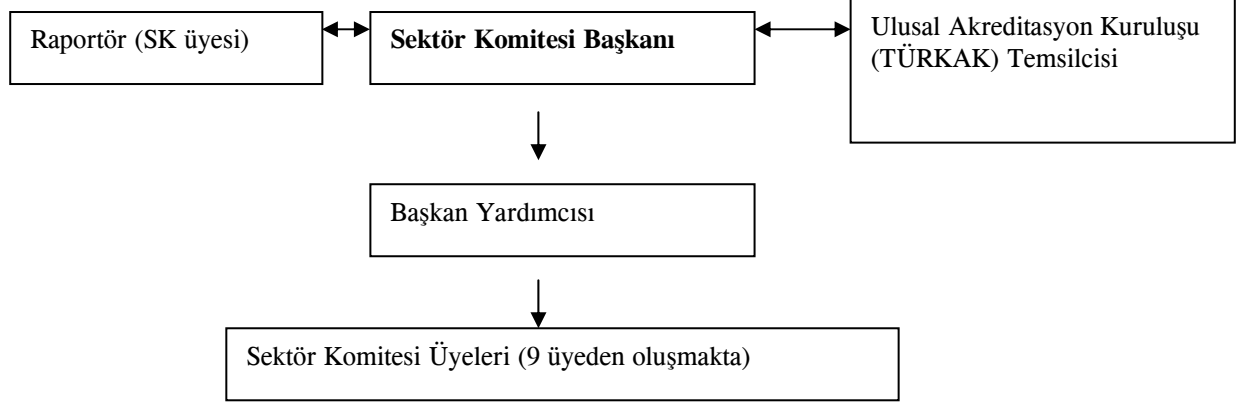 Raportör (SK üyesi)
Sektör Komitesi Başkanı
Ulusal Akreditasyon Kuruluşu
(TÜRKAK) Temsilcisi
Başkan Yardımcısı
Sektör Komitesi Üyeleri (9 üyeden oluşmakta)